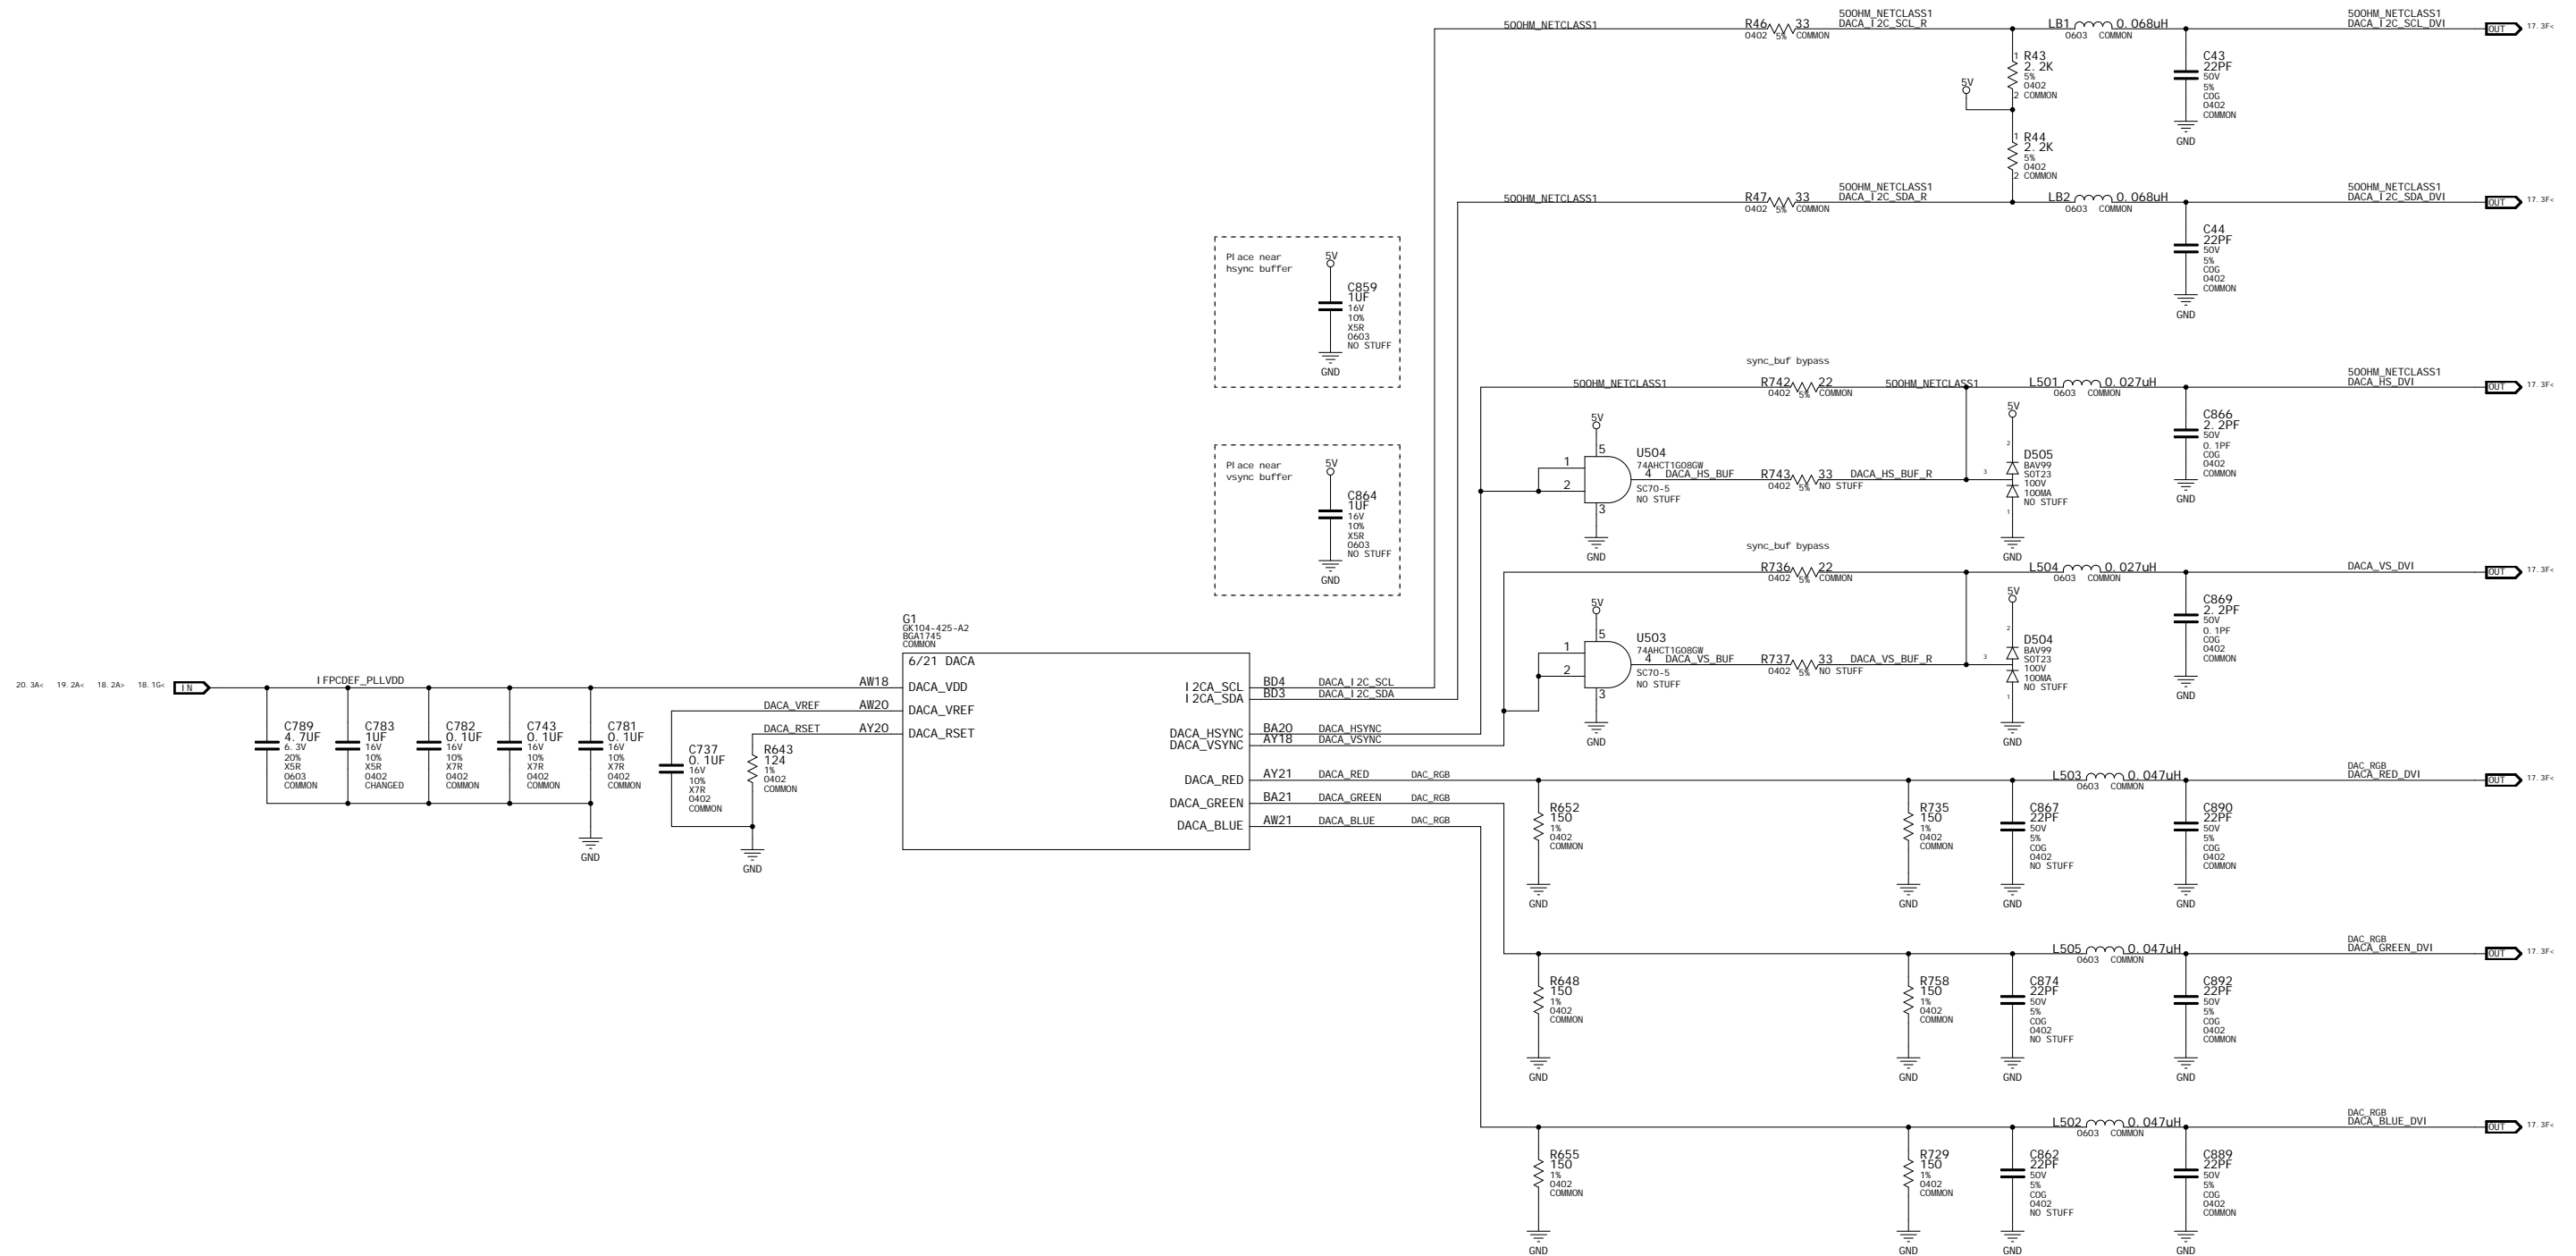 50OHM_NETCLASS1
R46 33
0402 5% COMMON
50OHM_NETCLASS1
DACA_I2C_SCL_R
LB1 0.068uH
0603 COMMON
50OHM_NETCLASS1
DACA_I2C_SCL_DVI
OUT
17.3F<
1
R43
2.2K
5%
0402
2 COMMON
5V
C43
22PF
50V
5%
COG
0402
COMMON
GND
1
R44
2.2K
5%
0402
2 COMMON
50OHM_NETCLASS1
R47 33
0402 5% COMMON
50OHM_NETCLASS1
DACA_I2C_SDA_R
LB2 0.068uH
0603 COMMON
50OHM_NETCLASS1
DACA_I2C_SDA_DVI
OUT
17.3F<
C44
22PF
50V
5%
COG
0402
COMMON
GND
Place near
hsync buffer
5V
C859
1UF
16V
10%
X5R
0603
NO STUFF
GND
sync_buf bypass
50OHM_NETCLASS1
R742 22
0402 5% COMMON
50OHM_NETCLASS1
L501 0.027uH
0603 COMMON
50OHM_NETCLASS1
DACA_HS_DVI
OUT
17.3F<
5V
5
1
2
4
3
U504
74AHCT1G08GW
DACA_HS_BUF
SC70-5
NO STUFF
GND
R743 33
0402 5% NO STUFF
DACA_HS_BUF_R
5V
2
3
1
D505
BAV99
SOT23
100V
100MA
NO STUFF
GND
C866
2.2PF
50V
0.1PF
COG
0402
COMMON
GND
Place near
vsync buffer
5V
C864
1UF
16V
10%
X5R
0603
NO STUFF
GND
sync_buf bypass
R736 22
0402 5% COMMON
L504 0.027uH
0603 COMMON
DACA_VS_DVI
OUT
17.3F<
5V
5
1
2
4
3
U503
74AHCT1G08GW
DACA_VS_BUF
SC70-5
NO STUFF
GND
R737 33
0402 5% NO STUFF
DACA_VS_BUF_R
5V
2
3
1
D504
BAV99
SOT23
100V
100MA
NO STUFF
GND
C869
2.2PF
50V
0.1PF
COG
0402
COMMON
GND
G1
GK104-425-A2
BGA1745
COMMON
6/21 DACA
20.3A< 19.2A< 18.2A> 18.1G<
IN
IFPCDEF_PLLVDD
AW18
DACA_VDD
DACA_VREF
AW20
DACA_VREF
DACA_RSET
AY20
DACA_RSET
I2CA_SCL
BD4
DACA_I2C_SCL
I2CA_SDA
BD3
DACA_I2C_SDA
DACA_HSYNC
BA20
DACA_HSYNC
DACA_VSYNC
AY18
DACA_VSYNC
DACA_RED
AY21
DACA_RED
DAC_RGB
DACA_GREEN
BA21
DACA_GREEN
DAC_RGB
DACA_BLUE
AW21
DACA_BLUE
DAC_RGB
C789
4.7UF
6.3V
20%
X5R
0603
COMMON
C783
1UF
16V
10%
X5R
0402
CHANGED
C782
0.1UF
16V
10%
X7R
0402
COMMON
C743
0.1UF
16V
10%
X7R
0402
COMMON
C781
0.1UF
16V
10%
X7R
0402
COMMON
GND
C737
0.1UF
16V
10%
X7R
0402
COMMON
R643
124
1%
0402
COMMON
GND
L503 0.047uH
0603 COMMON
DAC_RGB
DACA_RED_DVI
OUT
17.3F<
R652
150
1%
0402
COMMON
GND
R735
150
1%
0402
COMMON
GND
C867
22PF
50V
5%
COG
0402
NO STUFF
GND
C890
22PF
50V
5%
COG
0402
COMMON
GND
L505 0.047uH
0603 COMMON
DAC_RGB
DACA_GREEN_DVI
OUT
17.3F<
R648
150
1%
0402
COMMON
GND
R758
150
1%
0402
COMMON
GND
C874
22PF
50V
5%
COG
0402
NO STUFF
GND
C892
22PF
50V
5%
COG
0402
COMMON
GND
L502 0.047uH
0603 COMMON
DAC_RGB
DACA_BLUE_DVI
OUT
17.3F<
R655
150
1%
0402
COMMON
GND
R729
150
1%
0402
COMMON
GND
C862
22PF
50V
5%
COG
0402
NO STUFF
GND
C889
22PF
50V
5%
COG
0402
COMMON
GND